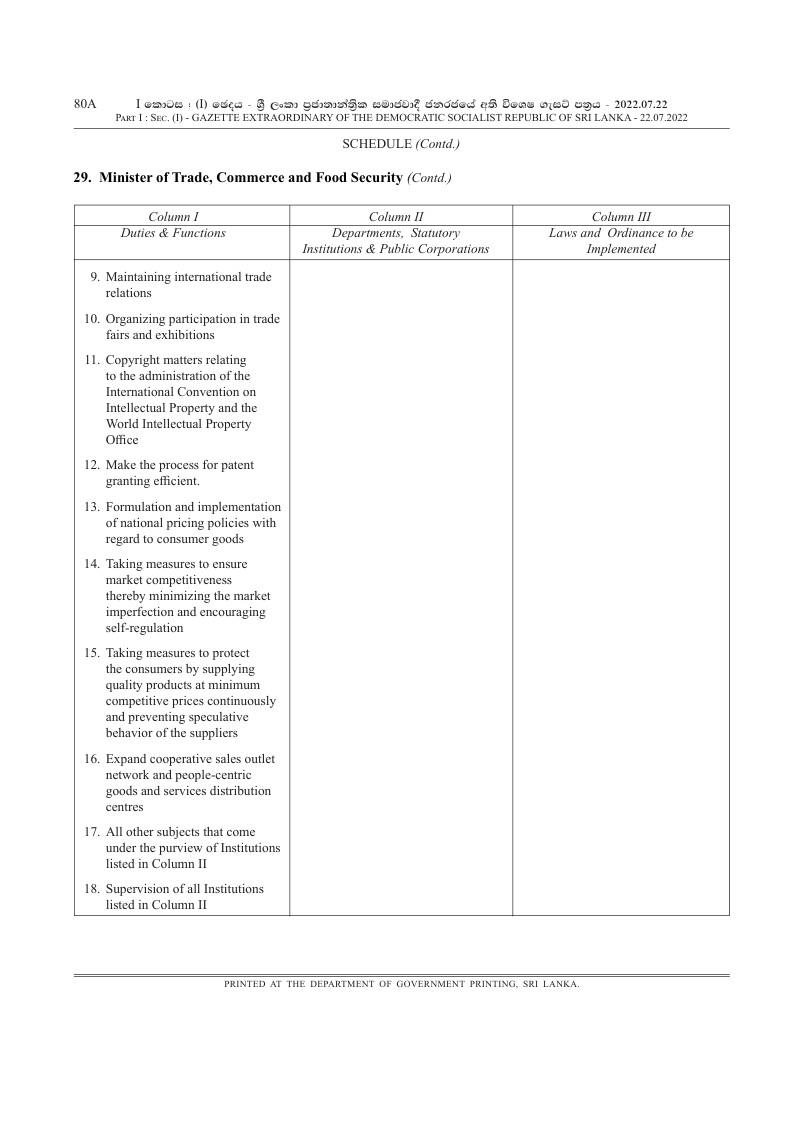 80A I කොටස : (I) ඡෙදය - ශ්‍රී ලංකා ප්‍රජාතාන්ත්‍රික සමාජවාදී ජනරජයේ අති විශෙෂ ගැසට් පත්‍රය - 2022.07.22
PART I : SEC. (I) - GAZETTE EXTRAORDINARY OF THE DEMOCRATIC SOCIALIST REPUBLIC OF SRI LANKA - 22.07.2022
SCHEDULE (Contd.)
29. Minister of Trade, Commerce and Food Security (Contd.)
Column I
Duties & Functions
Column II
Departments, Statutory
Institutions & Public Corporations
Column III
Laws and Ordinance to be
Implemented
9. Maintaining international trade
relations
10. Organizing participation in trade
fairs and exhibitions
11. Copyright matters relating
to the administration of the
International Convention on
Intellectual Property and the
World Intellectual Property
Office
12. Make the process for patent
granting efficient.
13. Formulation and implementation
of national pricing policies with
regard to consumer goods
14. Taking measures to ensure
market competitiveness
thereby minimizing the market
imperfection and encouraging
self-regulation
15. Taking measures to protect
the consumers by supplying
quality products at minimum
competitive prices continuously
and preventing speculative
behavior of the suppliers
16. Expand cooperative sales outlet
network and people-centric
goods and services distribution
centres
17. All other subjects that come
under the purview of Institutions
listed in Column II
18. Supervision of all Institutions
listed in Column II
PRINTED AT THE DEPARTMENT OF GOVERNMENT PRINTING, SRI LANKA.